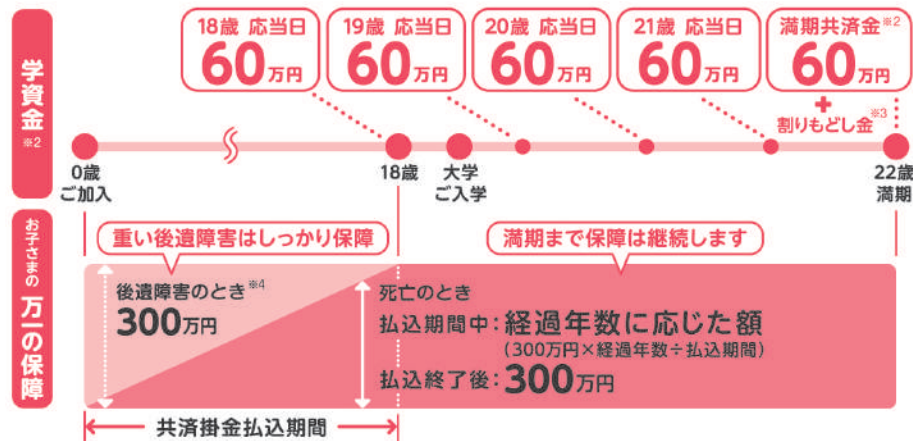 学資金
※2
18歳 応当日
60万円
19歳 応当日
60万円
20歳 応当日
60万円
21歳 応当日
60万円
満期共済金※2
60万円
+
割りもどし金※3
0歳
ご加入
18歳
大学
ご入学
22歳
満期
お子さまの
万一の保障
重い後遺障害はしっかり保障
満期まで保障は継続します
後遺障害のとき※4
300万円
死亡のとき
払込期間中:経過年数に応じた額
(300万円×経過年数÷払込期間)
払込終了後:300万円
共済掛金払込期間